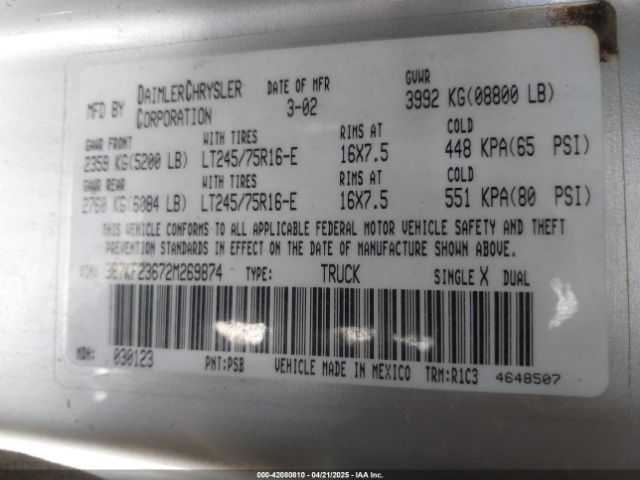 MFD BY DAIMLERCHRYSLER CORPORATION DATE OF MFR 3-02 GVWR 3992 KG(08800 LB)
GAWR FRONT WITH TIRES RIMS AT COLD
2359 KG(5200 LB) LT245/75R16-E 16X7.5 448 KPA(65 PSI)
GAWR REAR WITH TIRES RIMS AT COLD
2760 KG(6084 LB) LT245/75R16-E 16X7.5 551 KPA(80 PSI)
THIS VEHICLE CONFORMS TO ALL APPLICABLE FEDERAL MOTOR VEHICLE SAFETY AND THEFT
PREVENTION STANDARDS IN EFFECT ON THE DATE OF MANUFACTURE SHOWN ABOVE.
VIN: 3B7KF23672M269874 TYPE: TRUCK SINGLE X DUAL
MDH: 030123 PNT:PSB VEHICLE MADE IN MEXICO TRM:R1C3 4648507
000-42080810 - 04/21/2025 - COPYRIGHT IAA, LLC.